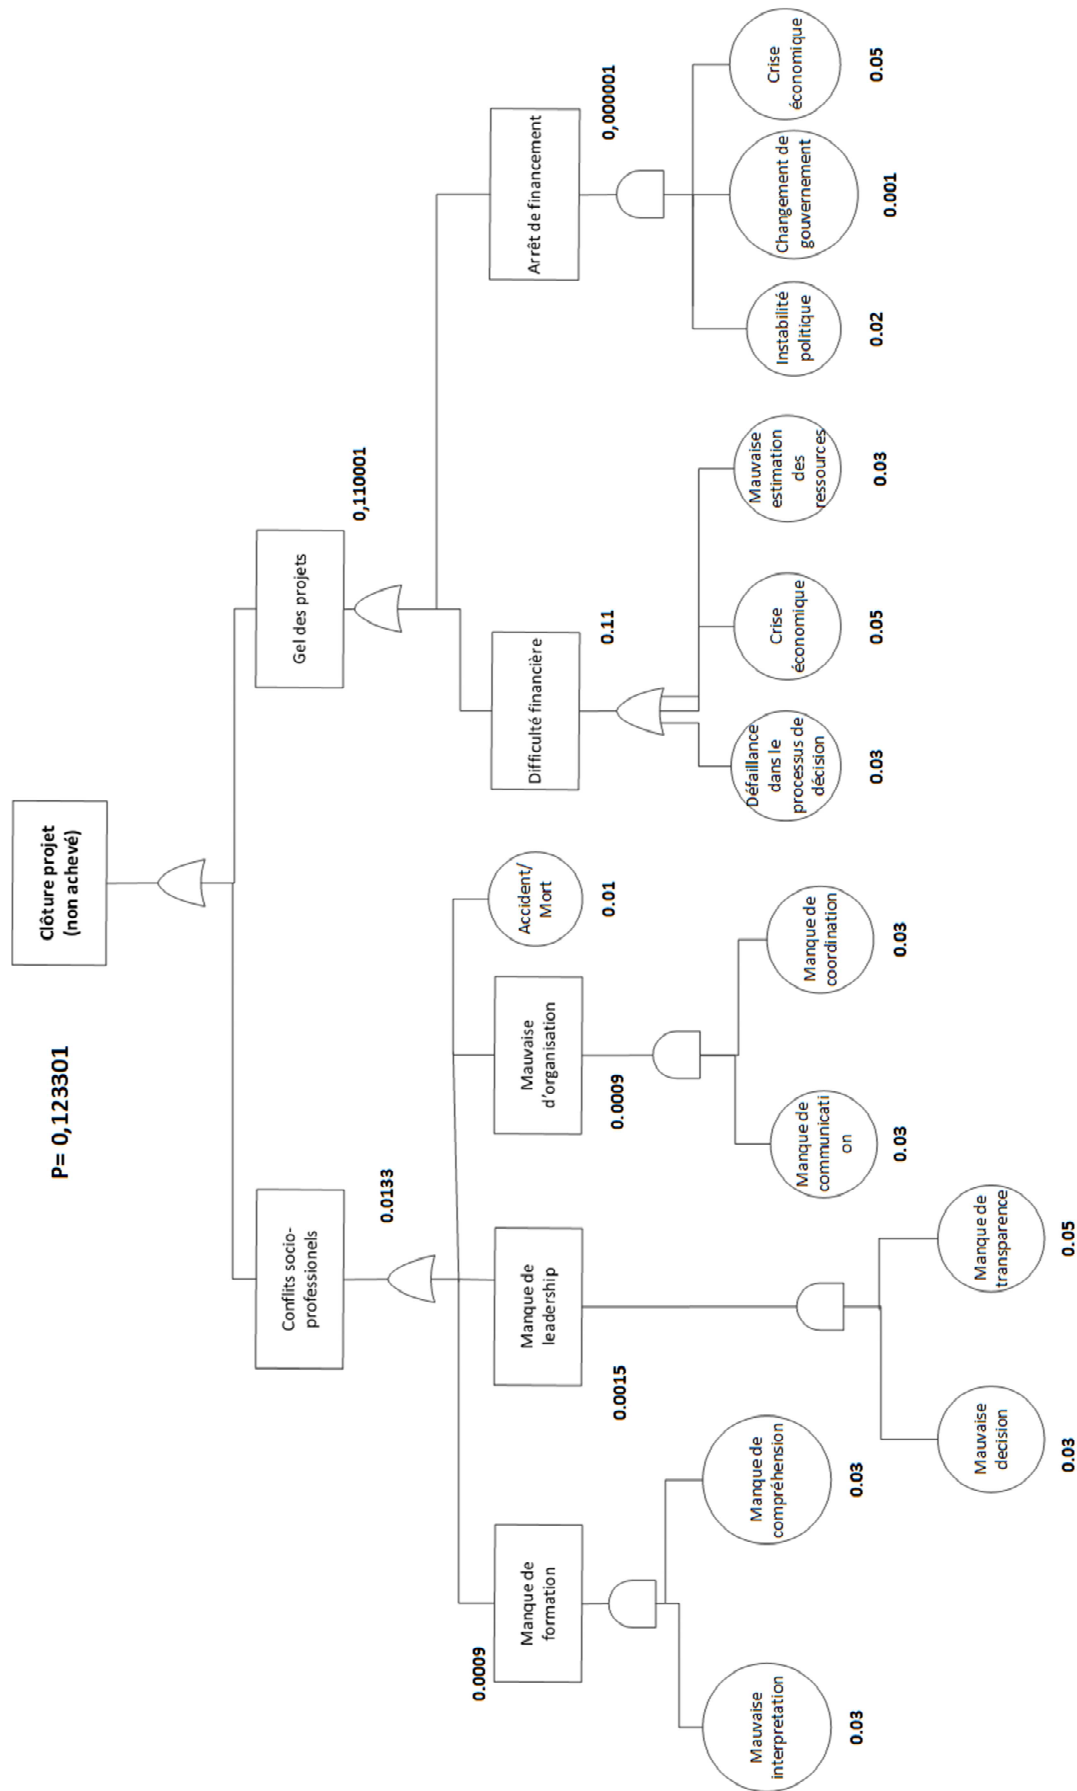 P= 0,123301
Clôture projet
(non achevé)
Conflits socio-
professionels
0.0133
Gel des projets
0,110001
0.0009
Manque de
formation
Manque de
leadership
0.0015
Mauvaise
d'organisation
0.0009
Accident/
Mort
0.01
Difficulté financière
0.11
Arrêt de financement
0,000001
Mauvaise
interpretation
0.03
Manque de
compréhension
0.03
Mauvaise
decision
0.03
Manque de
transparence
0.05
Manque de
communicati
on
0.03
Manque de
coordination
0.03
Défaillance
dans le
processus de
décision
0.03
Crise
économique
0.05
Mauvaise
estimation
des
ressources
0.03
Instabilité
politique
0.02
Changement de
gouvernement
0.001
Crise
économique
0.05